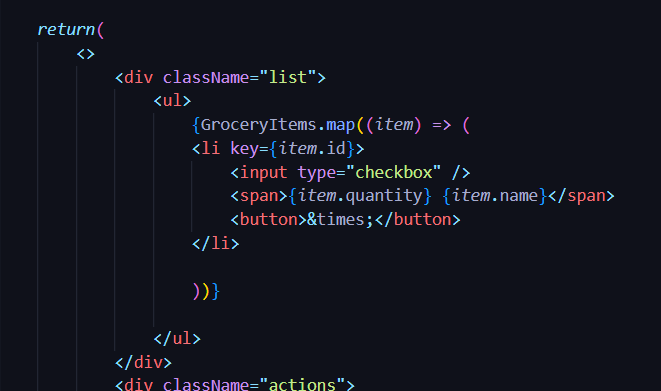 return(
<>
<div className="list">
<ul>
{GroceryItems.map((item) => (
<li key={item.id}>
<input type="checkbox" />
<span>{item.quantity} {item.name}</span>
<button>&times;</button>
</li>
))}
</ul>
</div>
<div className="actions">